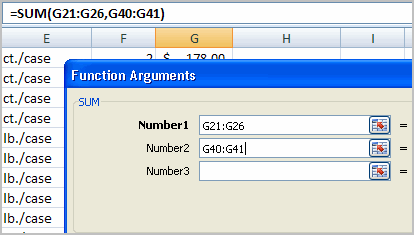 =SUM(G21:G26,G40:G41)
E F G H I
ct./case 2 $ 178.00
ct./case
ct./case
ct./case
lb./case
lb./case
lb./case
lb./case
lb./case
Function Arguments
SUM
Number1 G21:G26 =
Number2 G40:G41 =
Number3 =